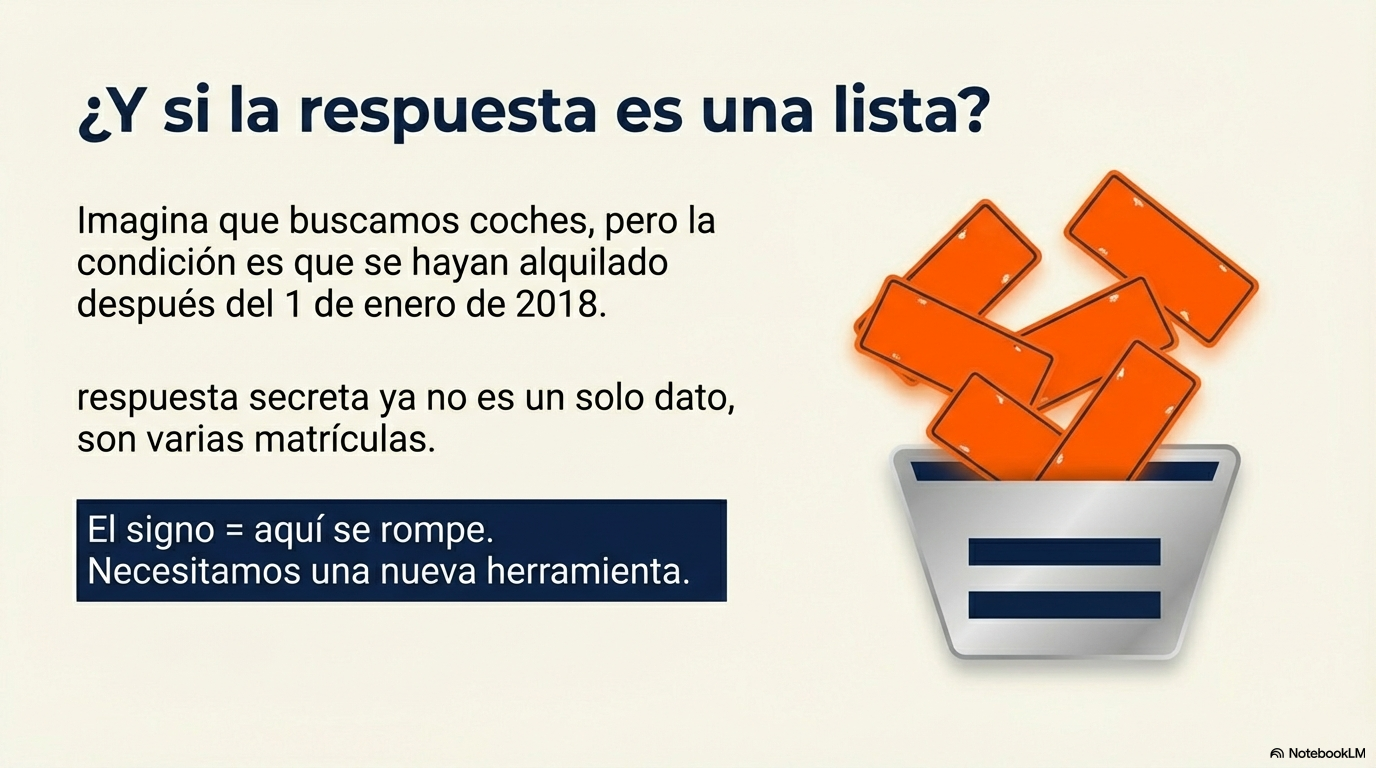 ¿Y si la respuesta es una lista?
Imagina que buscamos coches, pero la
condición es que se hayan alquilado
después del 1 de enero de 2018.
respuesta secreta ya no es un solo dato,
son varias matrículas.
El signo = aquí se rompe.
Necesitamos una nueva herramienta.
NotebookLM